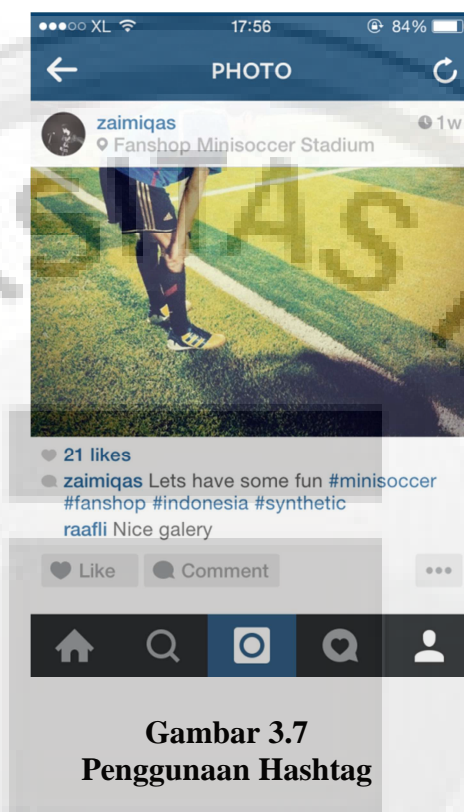 XL 17:56 84%
PHOTO
zaimiqas 1w
Fanshop Minisoccer Stadium
21 likes
zaimiqas Lets have some fun #minisoccer
#fanshop #indonesia #synthetic
raafli Nice galery
Like Comment
Gambar 3.7
Penggunaan Hashtag